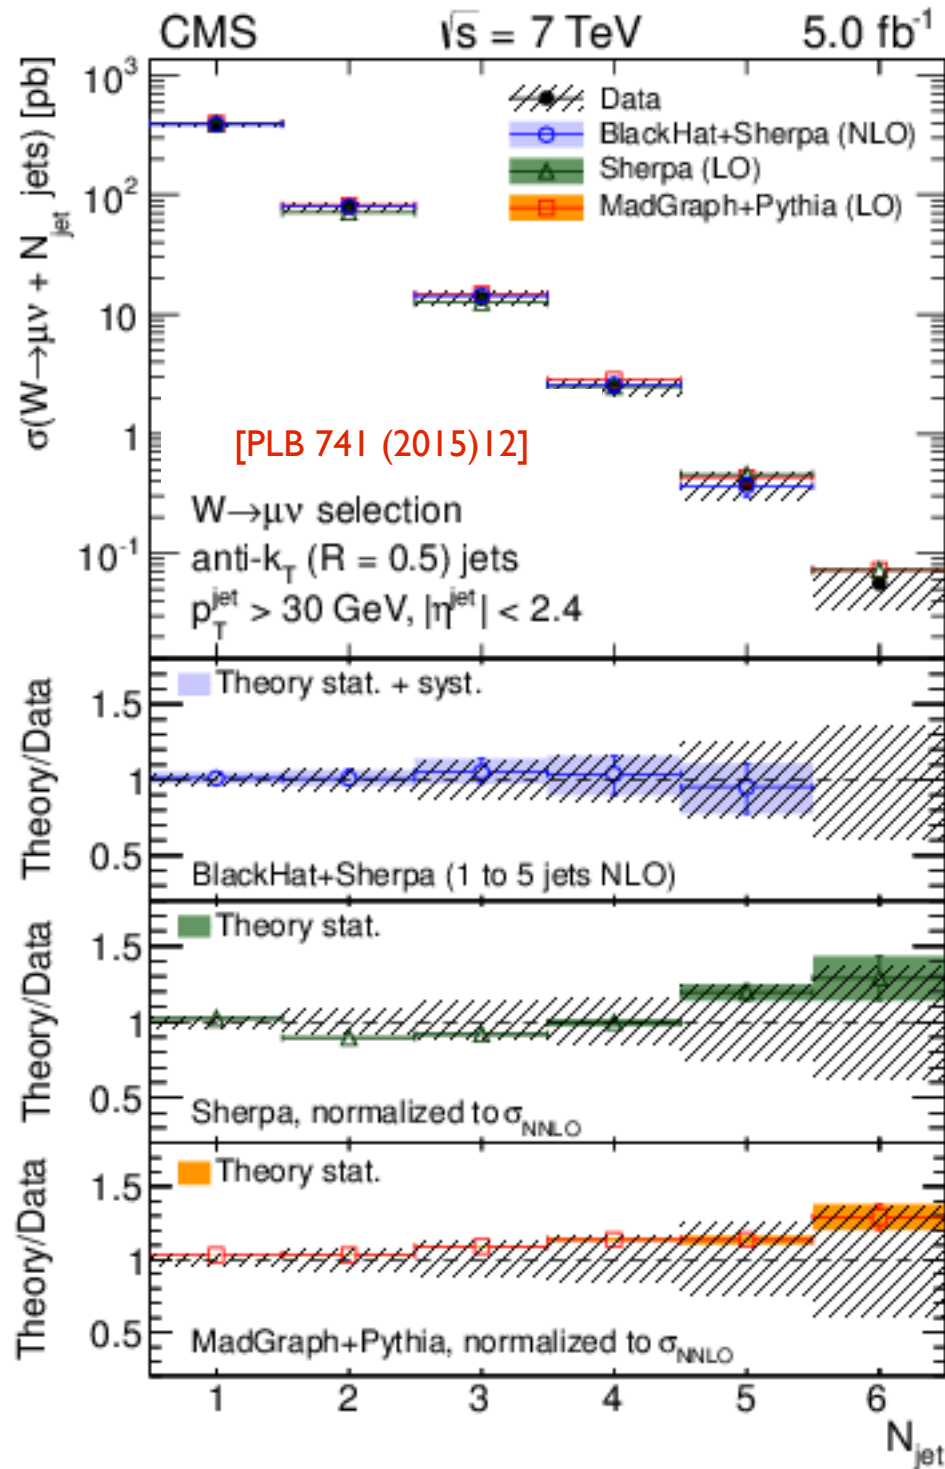 CMS √s = 7 TeV 5.0 fb⁻¹
σ(W→μν + N_jet jets) [pb]
10³
10²
10
1
10⁻¹
Data
BlackHat+Sherpa (NLO)
Sherpa (LO)
MadGraph+Pythia (LO)
[PLB 741 (2015)12]
W→μν selection
anti-k_T (R = 0.5) jets
p_T^jet > 30 GeV, |η^jet| < 2.4
Theory/Data
1.5
1
0.5
Theory stat. + syst.
BlackHat+Sherpa (1 to 5 jets NLO)
Theory/Data
1.5
1
0.5
Theory stat.
Sherpa, normalized to σ_NNLO
Theory/Data
1.5
1
0.5
Theory stat.
MadGraph+Pythia, normalized to σ_NNLO
1 2 3 4 5 6
N_jet